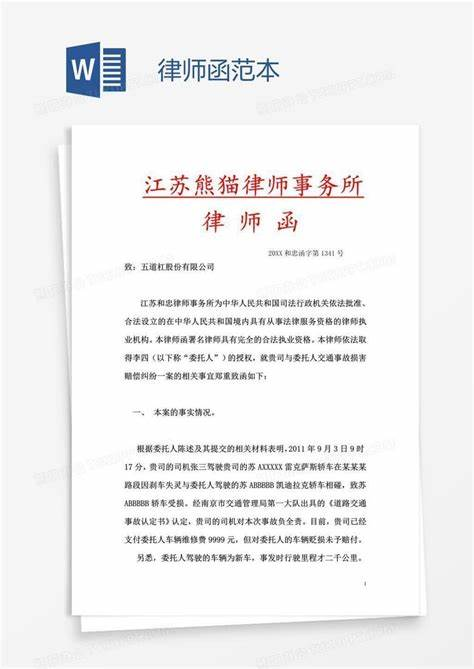 W
律师函范本
江苏熊猫律师事务所
律 师 函
20XX 和忠函字第 1341 号
致：五道杠股份有限公司
江苏和忠律师事务所为中华人民共和国司法行政机关依法批准、
合法设立的在中华人民共和国境内具有从事法律服务资格的律师执
业机构。本律师函署名律师具有完全的合法执业资格。本律师依法取
得李四（以下称“委托人”）的授权，就贵司与委托人交通事故损害
赔偿纠纷一案的相关事宜郑重致函如下：
一、 本案的事实情况。
根据委托人陈述及其提交的相关材料表明，2011 年 9 月 3 日 9 时
17 分，贵司的司机张三驾驶贵司的苏 AXXXXX 雷克萨斯轿车在某某某
路段因刹车失灵与委托人驾驶的苏 ABBBBB 凯迪拉克轿车相碰，致苏
ABBBBB 轿车受损。经南京市交通管理局第一大队出具的《道路交通
事故认定书》认定，贵司的司机对本次事故负全责。目前，贵司已经
支付委托人车辆维修费 9999 元，但对委托人的车辆贬损未予赔付。
另悉，委托人驾驶的车辆为新车，事发时行驶里程才二千公里。
1